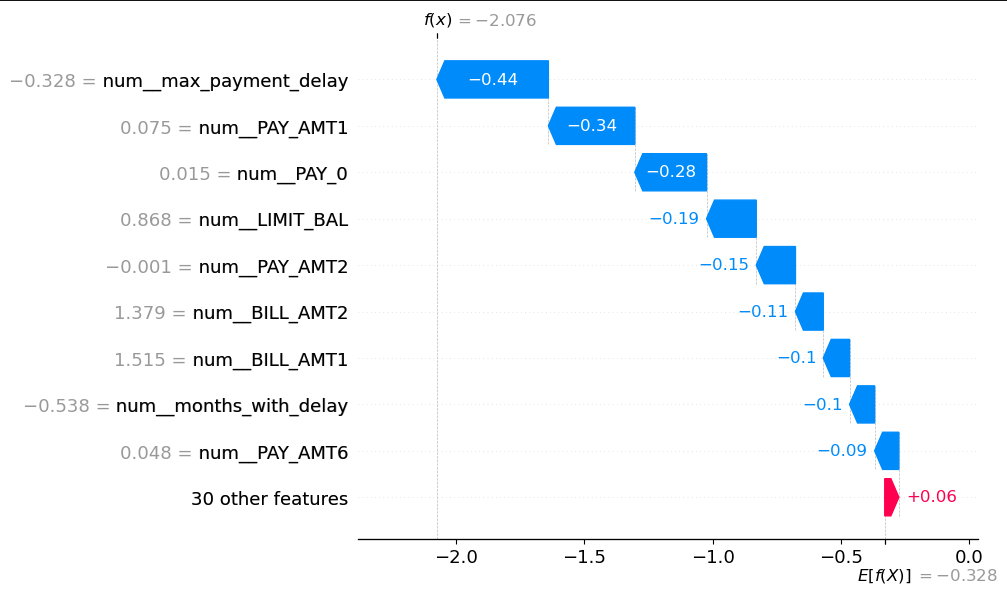 f(x) = −2.076
−0.328 = num__max_payment_delay −0.44
0.075 = num__PAY_AMT1 −0.34
0.015 = num__PAY_0 −0.28
0.868 = num__LIMIT_BAL −0.19
−0.001 = num__PAY_AMT2 −0.15
1.379 = num__BILL_AMT2 −0.11
1.515 = num__BILL_AMT1 −0.1
−0.538 = num__months_with_delay −0.1
0.048 = num__PAY_AMT6 −0.09
30 other features +0.06
−2.0 −1.5 −1.0 −0.5 0.0
E[f(X)] = −0.328